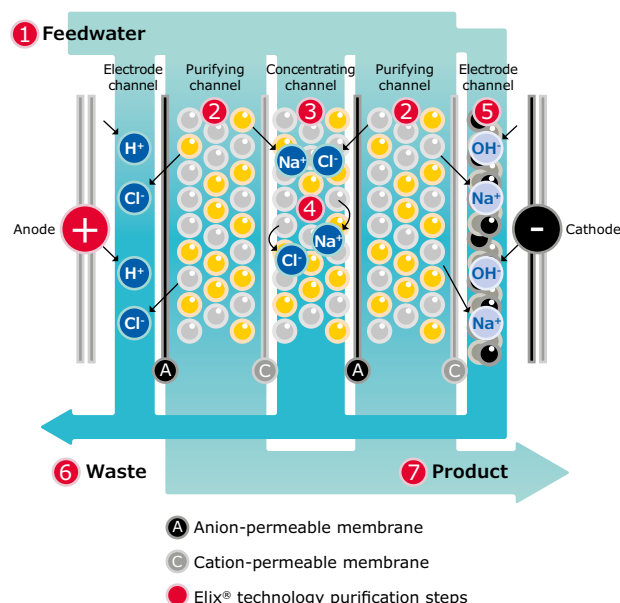 1 Feedwater
Electrode channel
Purifying channel
Concentrating channel
Purifying channel
Electrode channel
2
3
2
5
H+
Na+
Cl-
OH-
Cl-
4
Na+
Anode
+
Na+
-
Cathode
Cl-
H+
OH-
Cl-
Na+
A
C
A
C
6 Waste
7 Product
A Anion-permeable membrane
C Cation-permeable membrane
Elix® technology purification steps